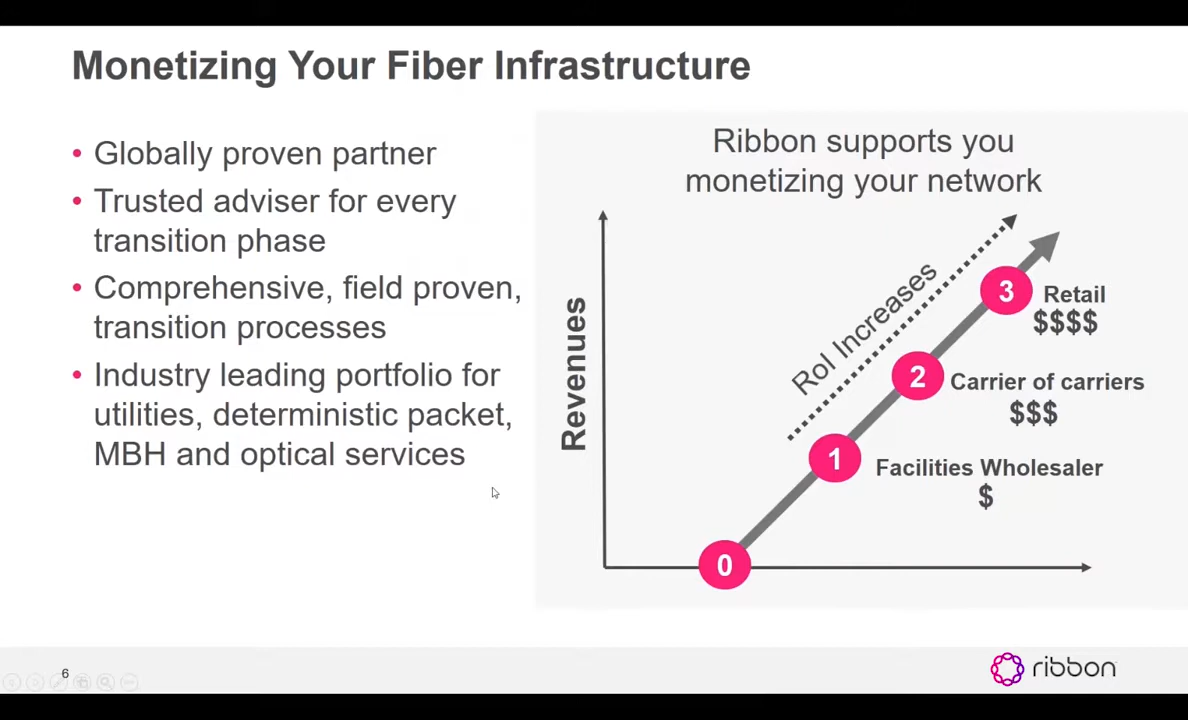 Monetizing Your Fiber Infrastructure
• Globally proven partner
• Trusted adviser for every
transition phase
• Comprehensive, field proven,
transition processes
• Industry leading portfolio for
utilities, deterministic packet,
MBH and optical services
Ribbon supports you
monetizing your network
Revenues
RoI Increases
3
Retail
$$$$
2
Carrier of carriers
$$$
1
Facilities Wholesaler
$
0
6
ribbon